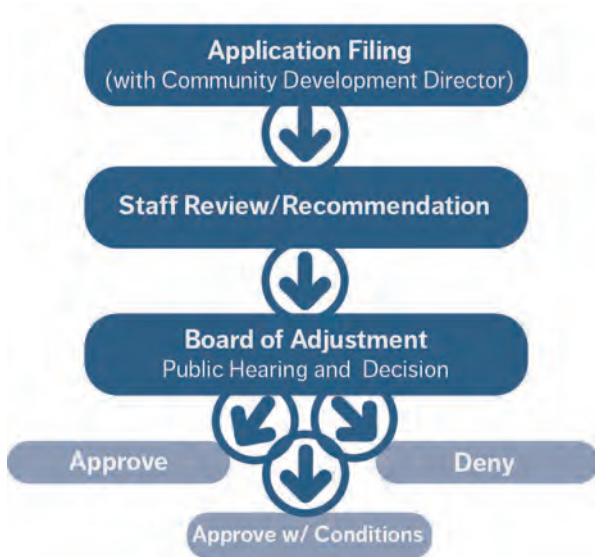 Application Filing
(with Community Development Director)
Staff Review/Recommendation
Board of Adjustment
Public Hearing and Decision
Approve
Deny
Approve w/ Conditions